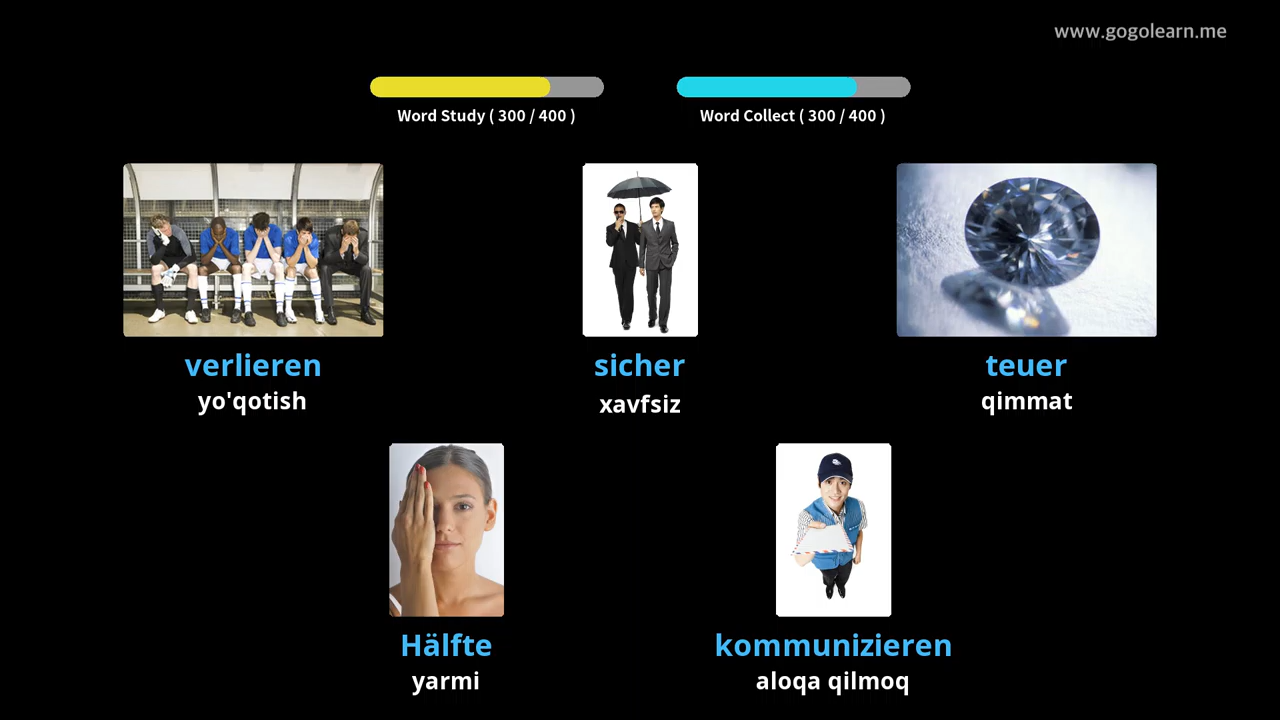 www.gogolearn.me
Word Study ( 300 / 400 )
Word Collect ( 300 / 400 )
verlieren
yo'qotish
sicher
xavfsiz
teuer
qimmat
Hälfte
yarmi
kommunizieren
aloqa qilmoq